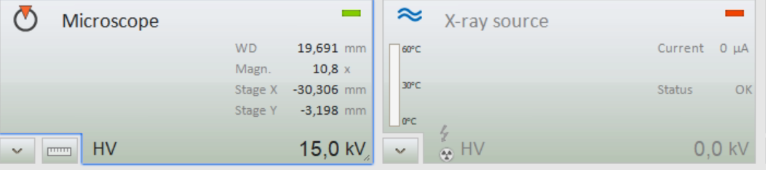 Microscope
WD 19,691 mm
Magn. 10,8 x
Stage X -30,306 mm
Stage Y -3,198 mm
HV 15,0 kV
X-ray source
60°C
30°C
0°C
Current 0 µA
Status OK
HV 0,0 kV